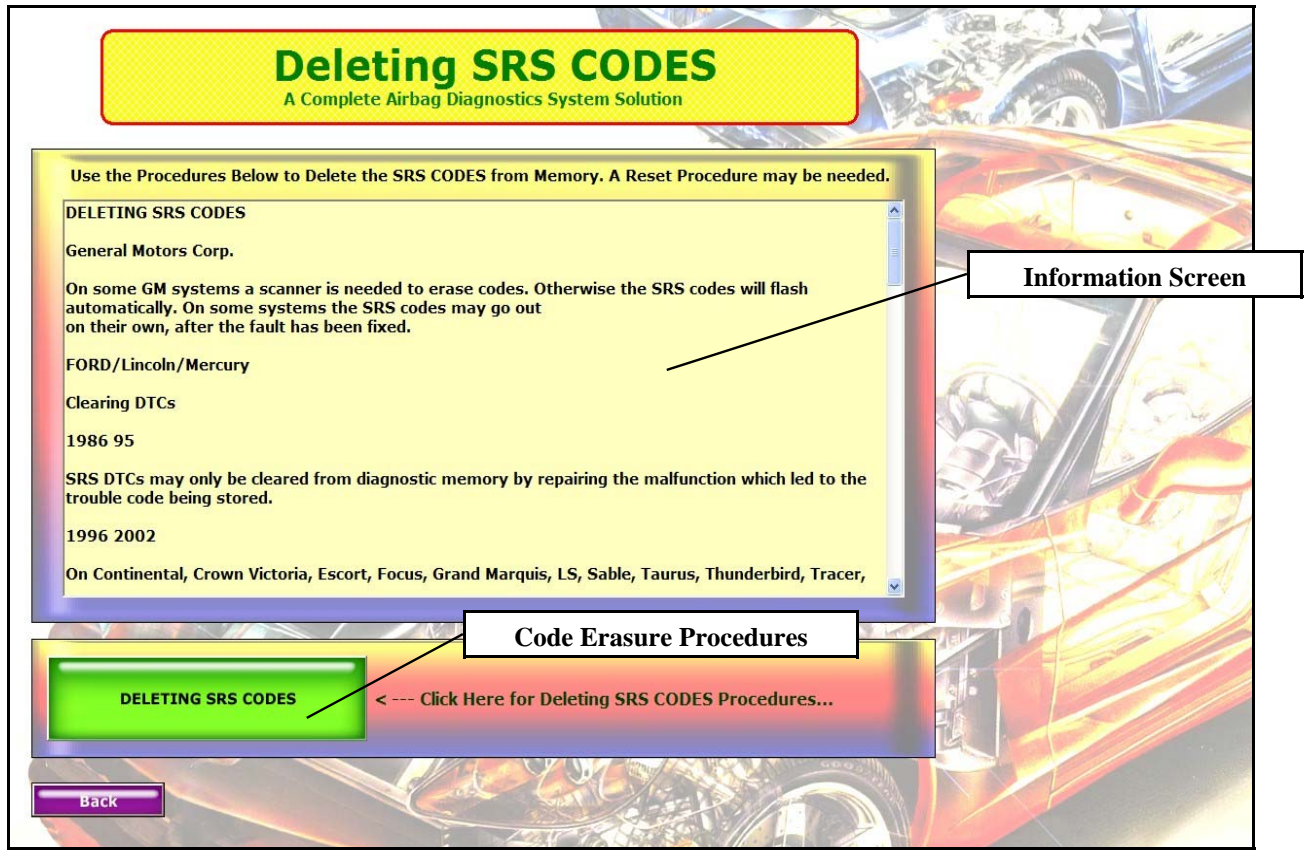 Deleting SRS CODES
A Complete Airbag Diagnostics System Solution
Use the Procedures Below to Delete the SRS CODES from Memory. A Reset Procedure may be needed.
DELETING SRS CODES
General Motors Corp.
On some GM systems a scanner is needed to erase codes. Otherwise the SRS codes will flash
automatically. On some systems the SRS codes may go out
on their own, after the fault has been fixed.
FORD/Lincoln/Mercury
Clearing DTCs
1986 95
SRS DTCs may only be cleared from diagnostic memory by repairing the malfunction which led to the
trouble code being stored.
1996 2002
On Continental, Crown Victoria, Escort, Focus, Grand Marquis, LS, Sable, Taurus, Thunderbird, Tracer,
Information Screen
Code Erasure Procedures
DELETING SRS CODES
< --- Click Here for Deleting SRS CODES Procedures...
Back